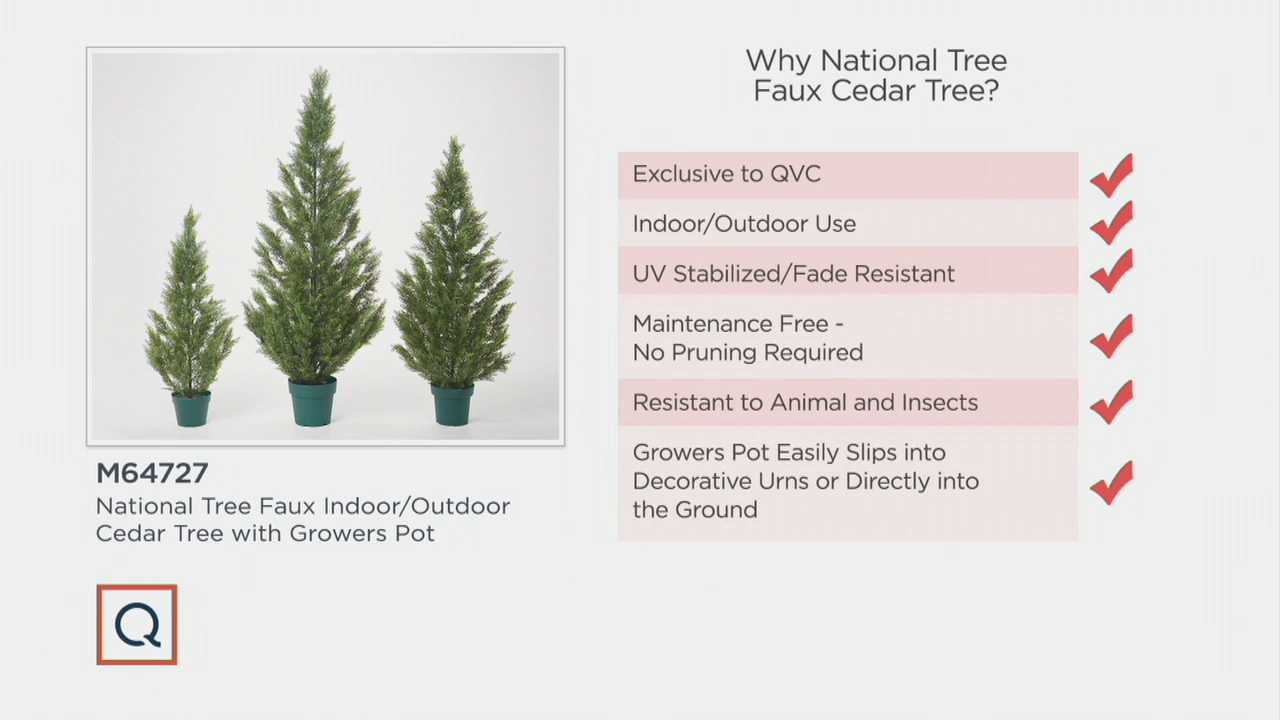 Why National Tree
Faux Cedar Tree?
Exclusive to QVC
Indoor/Outdoor Use
UV Stabilized/Fade Resistant
Maintenance Free -
No Pruning Required
Resistant to Animal and Insects
Growers Pot Easily Slips into
Decorative Urns or Directly into
the Ground
M64727
National Tree Faux Indoor/Outdoor
Cedar Tree with Growers Pot
Q